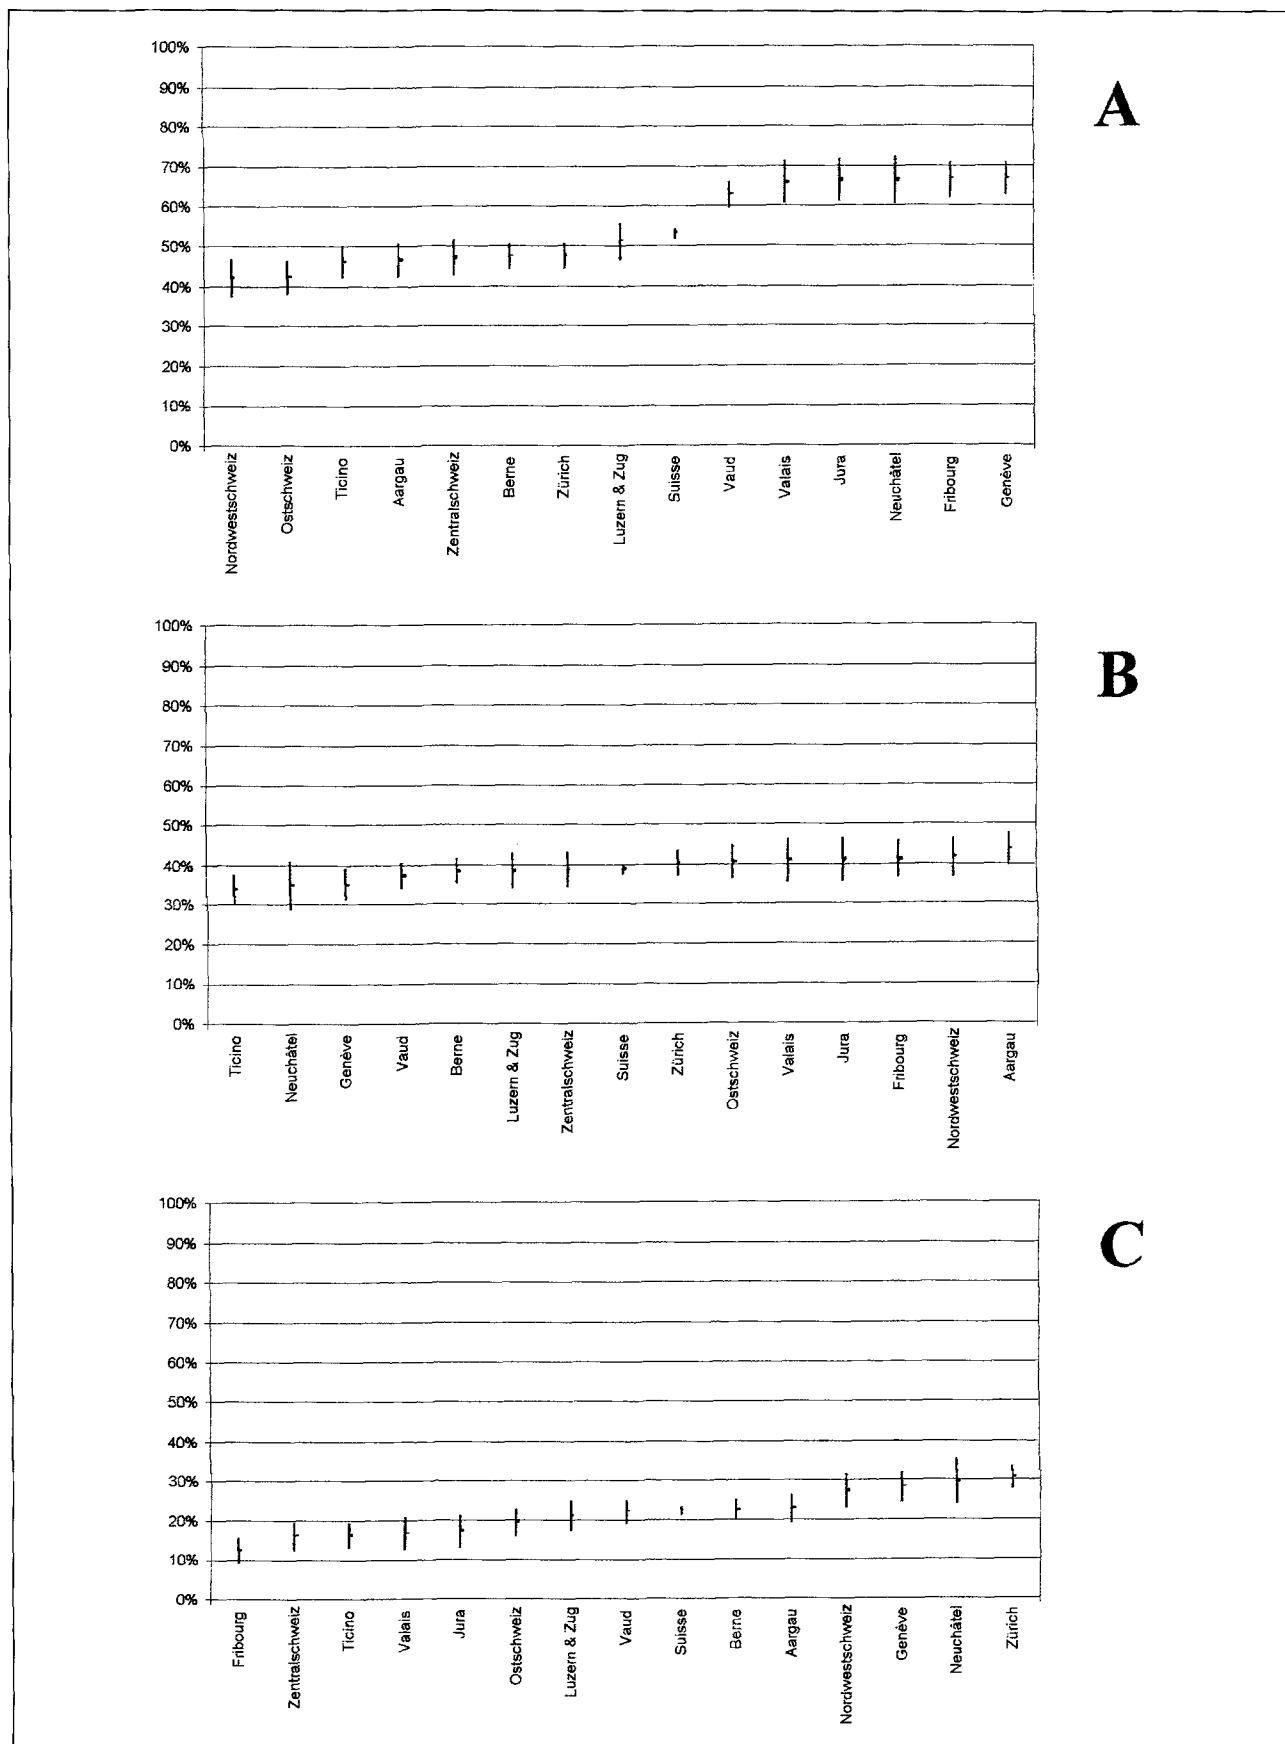 A
100%
90%
80%
70%
60%
50%
40%
30%
20%
10%
0%
Nordwestschweiz
Ostschweiz
Ticino
Aargau
Zentralschweiz
Berne
Zürich
Luzern & Zug
Suisse
Vaud
Valais
Jura
Neuchâtel
Fribourg
Genève
B
100%
90%
80%
70%
60%
50%
40%
30%
20%
10%
0%
Ticino
Neuchâtel
Genève
Vaud
Berne
Luzern & Zug
Zentralschweiz
Suisse
Zürich
Ostschweiz
Valais
Jura
Fribourg
Nordwestschweiz
Aargau
C
100%
90%
80%
70%
60%
50%
40%
30%
20%
10%
0%
Fribourg
Zentralschweiz
Ticino
Valais
Jura
Ostschweiz
Luzern & Zug
Vaud
Suisse
Berne
Aargau
Nordwestschweiz
Genève
Neuchâtel
Zürich